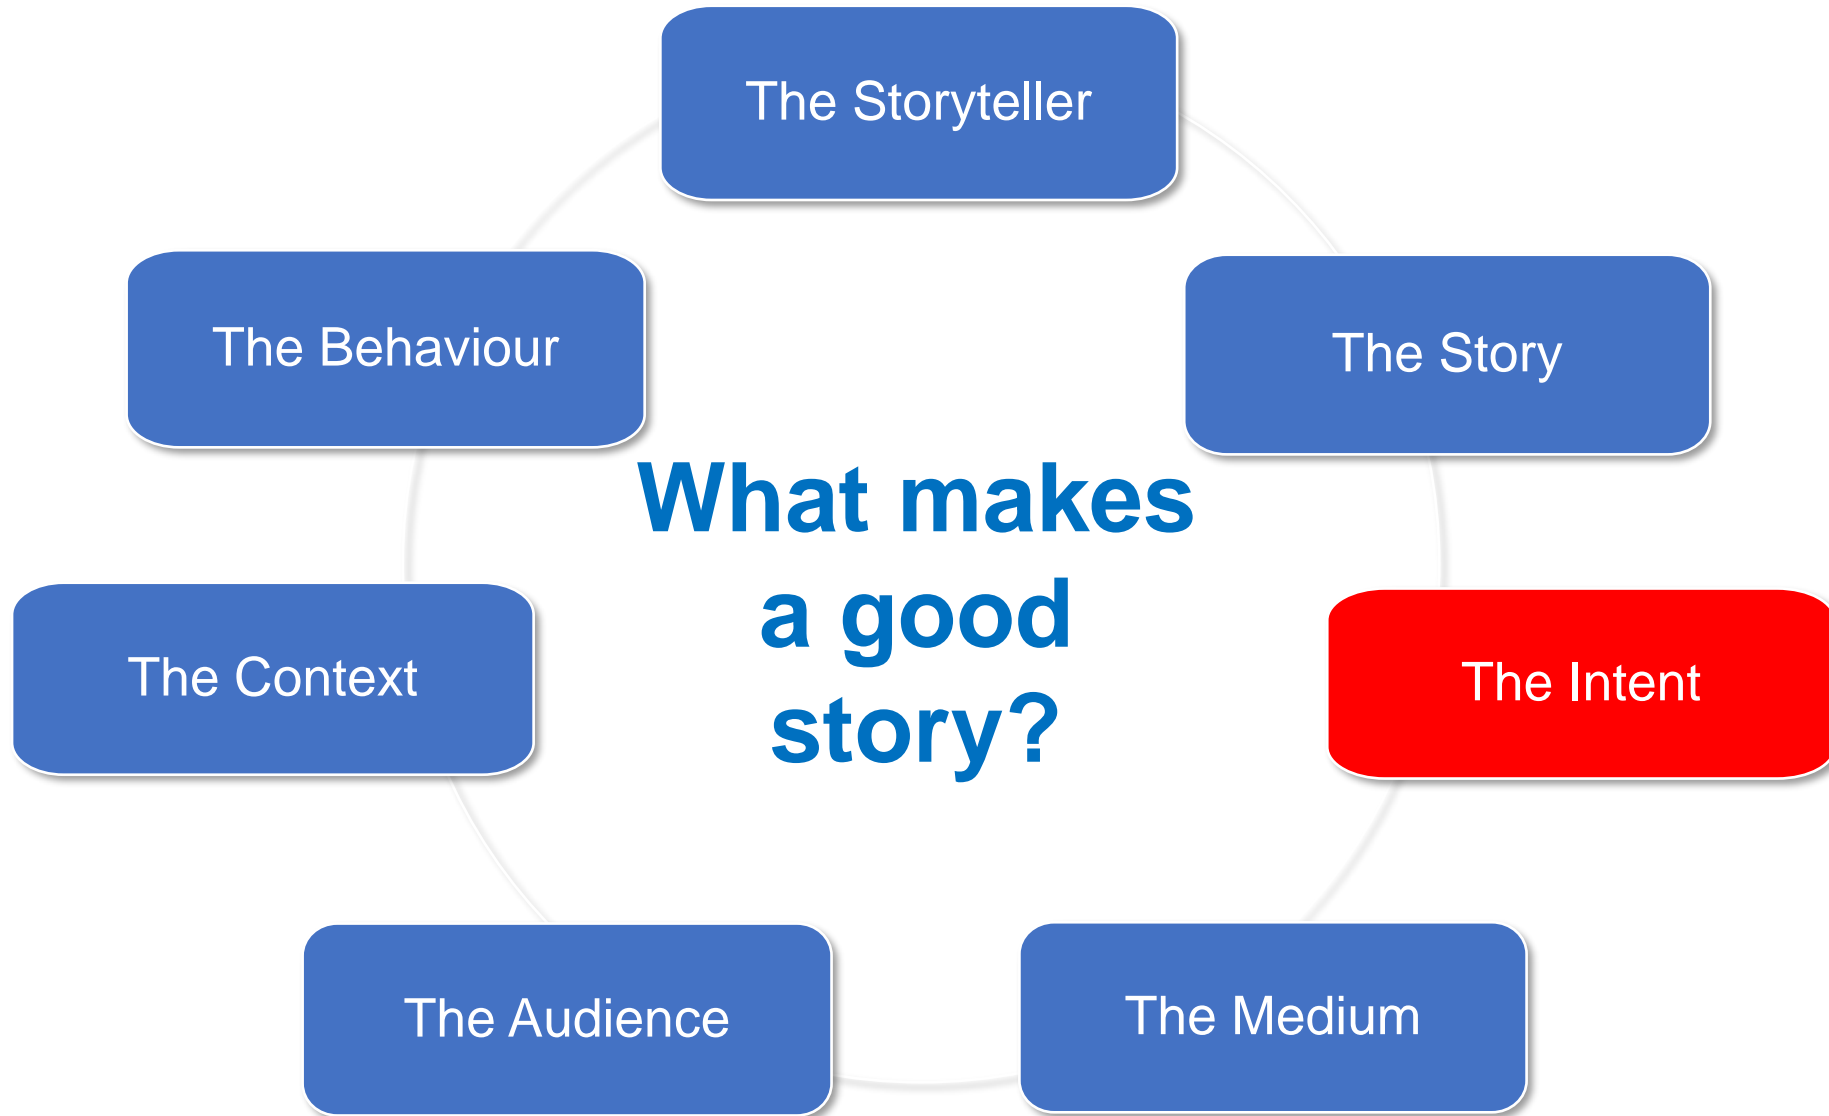 The Storyteller
The Behaviour
The Story
What makes
a good
story?
The Context
The Intent
The Audience
The Medium